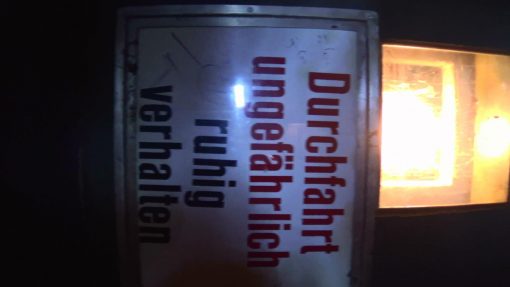 Durchfahrt
ungefährlich
ruhig
verhalten